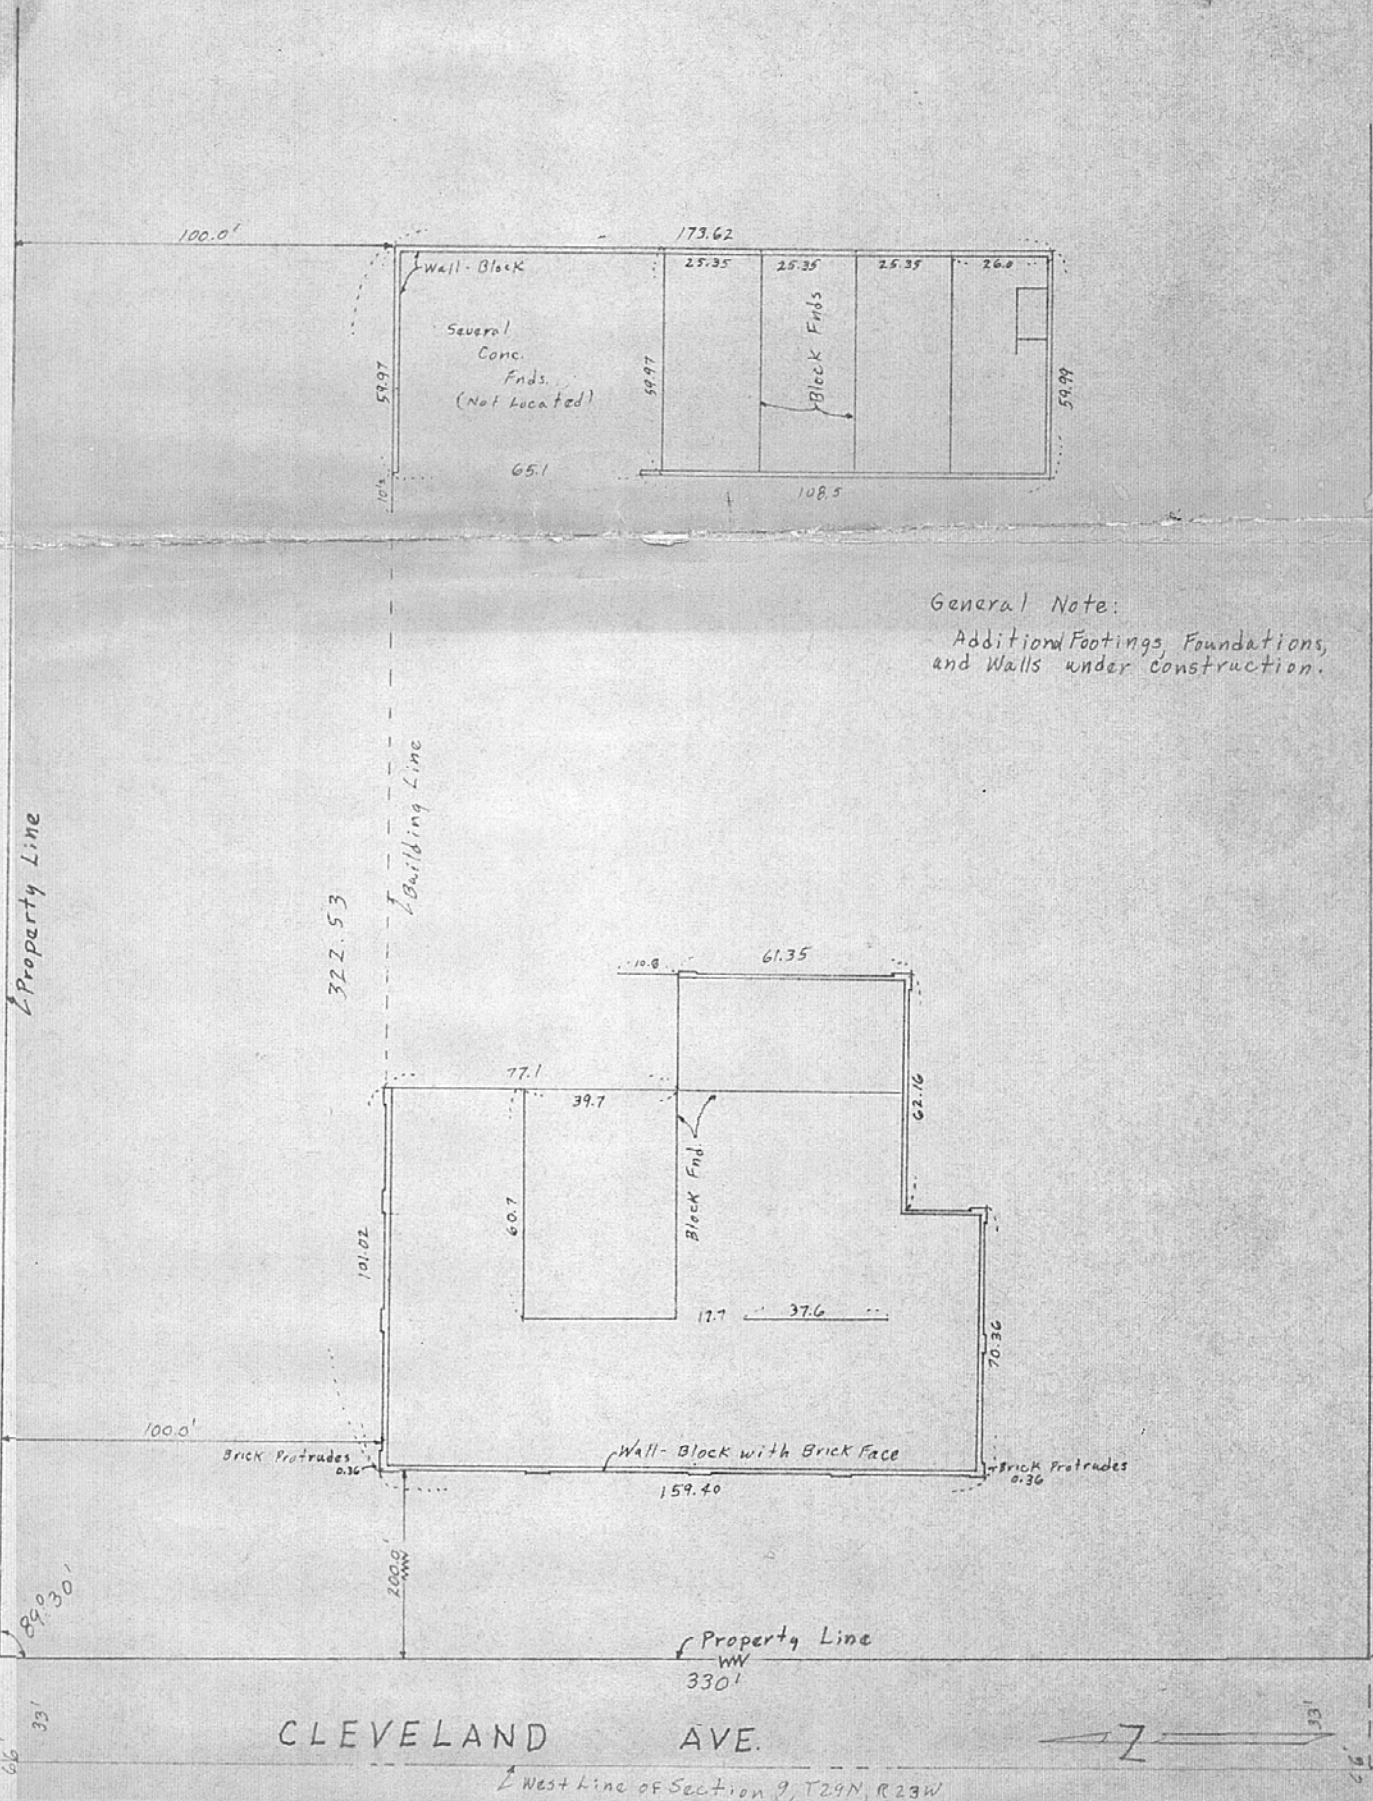 100.0'
173.62
Wall-Block
25.35
25.35
25.35
26.0
Several
Conc.
Fnds.
(Not Located)
59.97
59.97
Block Fnds
59.99
65.1
108.5
General Note:
Additional Footings, Foundations,
and Walls under construction.
Property Line
322.53
Building Line
10.8
61.35
77.1
39.7
62.16
60.7
Block Fnd.
101.02
37.6
70.36
100.0'
Brick Protrudes
0.36
Wall-Block with Brick Face
Brick Protrudes
0.36
159.40
200.0'
89° 30'
Property Line
330'
33'
CLEVELAND AVE.
Z
33'
66'
66'
West Line of Section 9, T29N, R23W